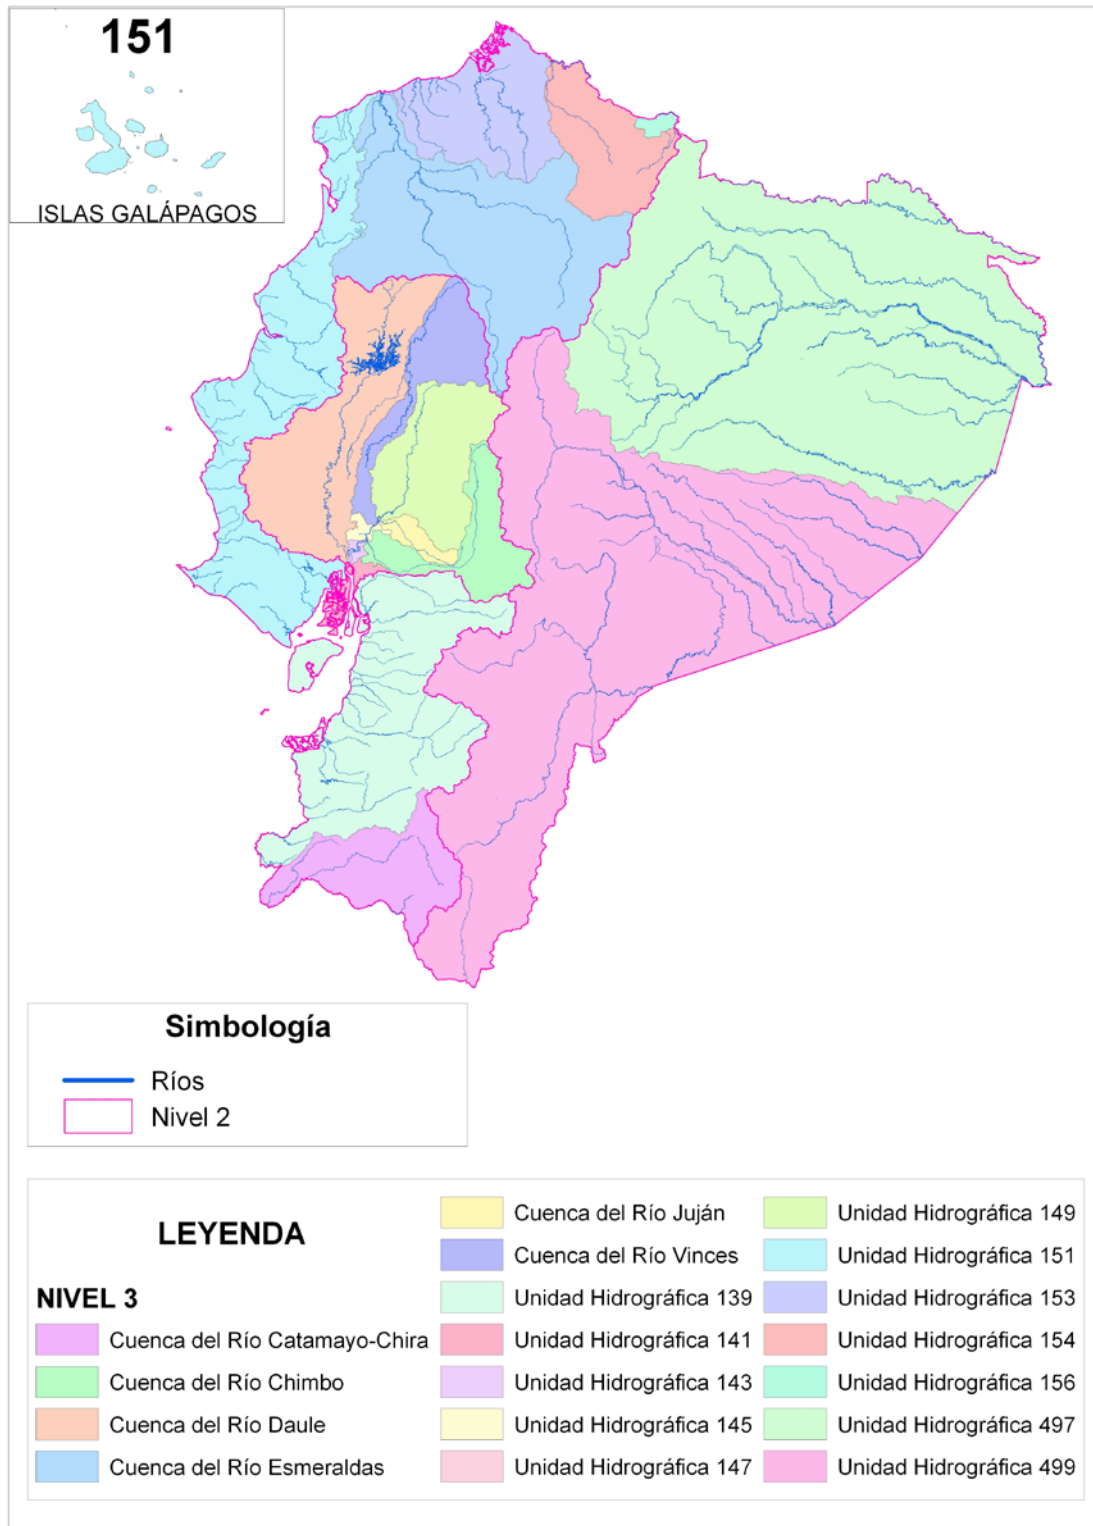 151
ISLAS GALÁPAGOS
Simbología
Ríos
Nivel 2
LEYENDA
NIVEL 3
Cuenca del Río Catamayo-Chira
Cuenca del Río Chimbo
Cuenca del Río Daule
Cuenca del Río Esmeraldas
Cuenca del Río Juján
Cuenca del Río Vinces
Unidad Hidrográfica 139
Unidad Hidrográfica 141
Unidad Hidrográfica 143
Unidad Hidrográfica 145
Unidad Hidrográfica 147
Unidad Hidrográfica 149
Unidad Hidrográfica 151
Unidad Hidrográfica 153
Unidad Hidrográfica 154
Unidad Hidrográfica 156
Unidad Hidrográfica 497
Unidad Hidrográfica 499